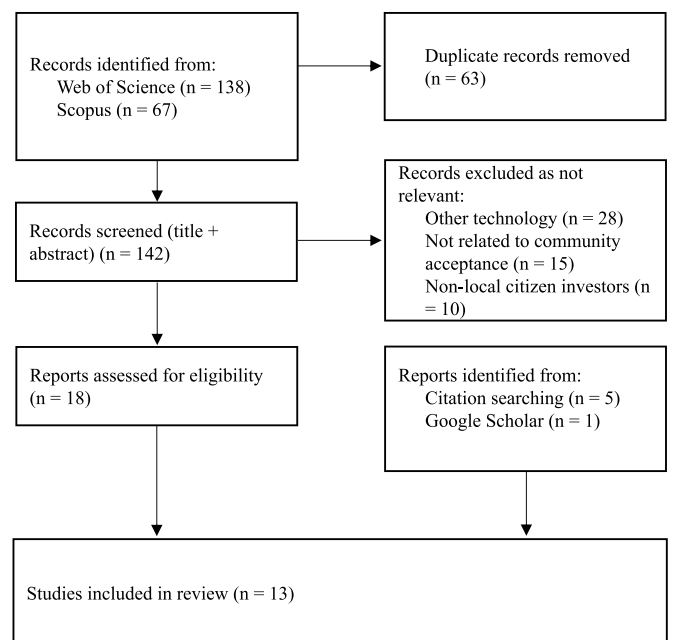 Records identified from:
Web of Science (n = 138)
Scopus (n = 67)
Duplicate records removed
(n = 63)
Records screened (title +
abstract) (n = 142)
Records excluded as not
relevant:
Other technology (n = 28)
Not related to community
acceptance (n = 15)
Non-local citizen investors (n
= 10)
Reports assessed for eligibility
(n = 18)
Reports identified from:
Citation searching (n = 5)
Google Scholar (n = 1)
Studies included in review (n = 13)